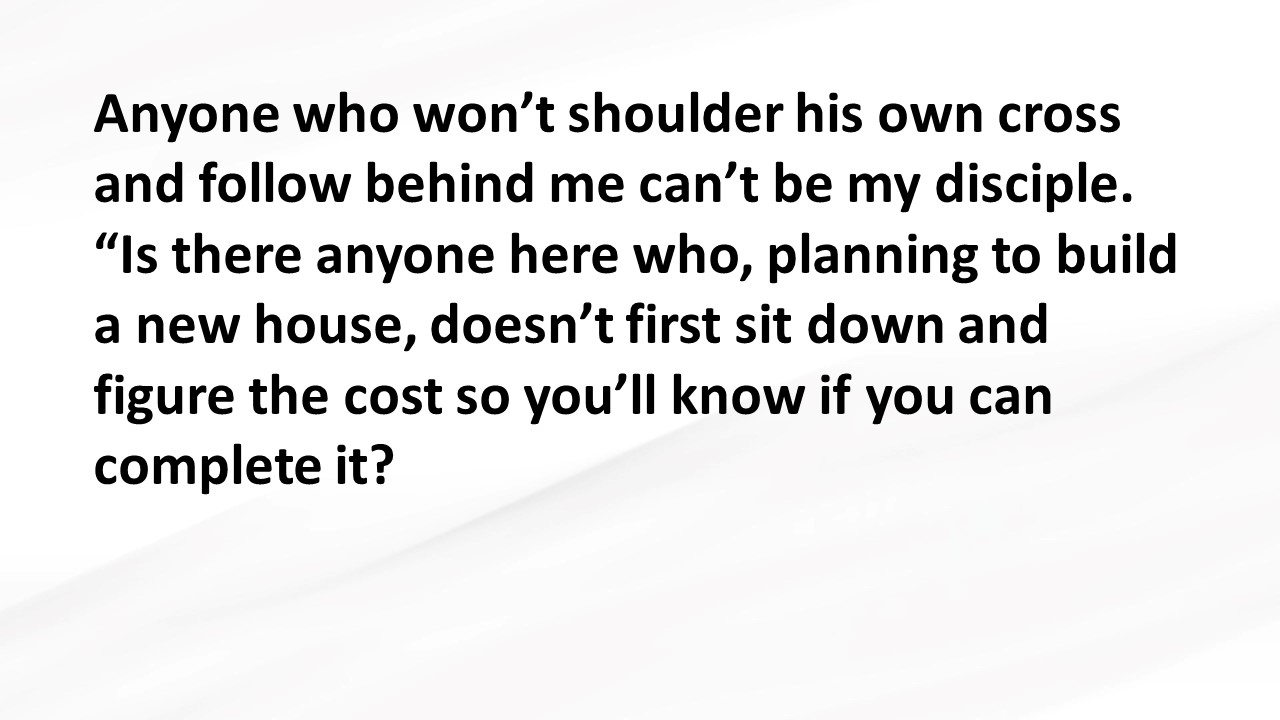 Anyone who won’t shoulder his own cross
and follow behind me can’t be my disciple.
“Is there anyone here who, planning to build
a new house, doesn’t first sit down and
figure the cost so you’ll know if you can
complete it?